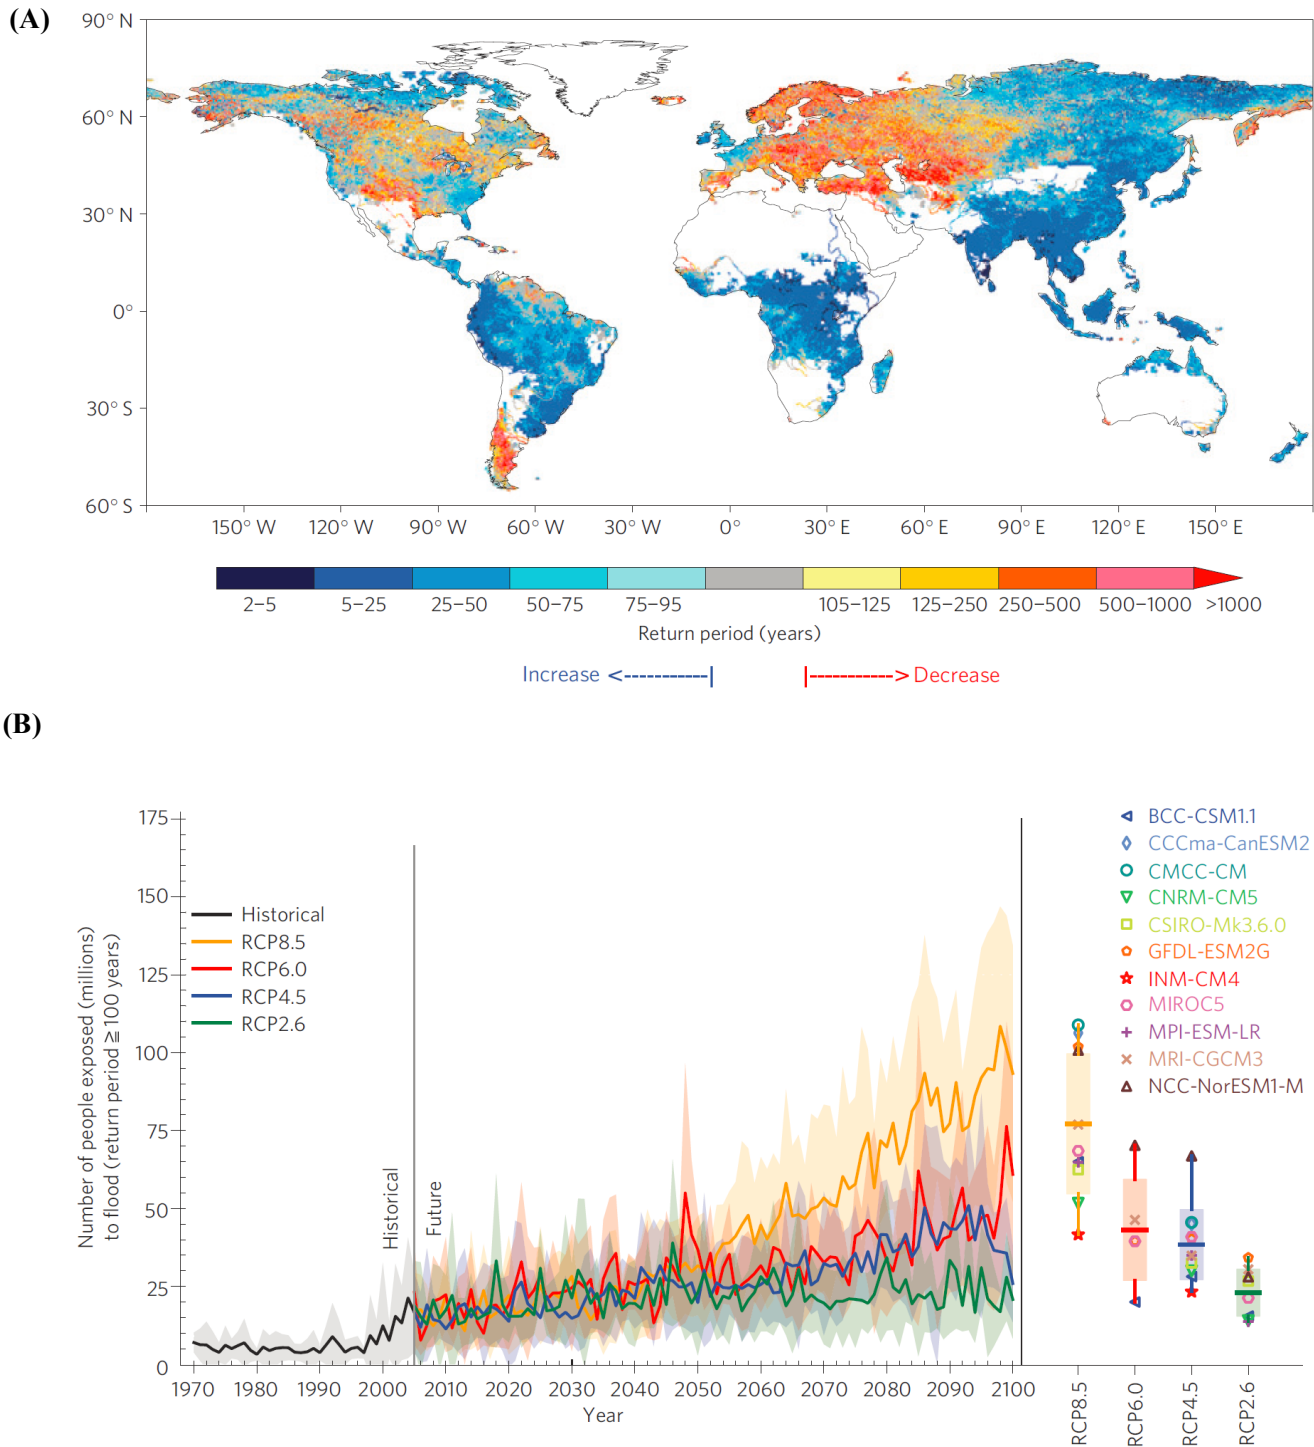 (A)
90° N
60° N
30° N
0°
30° S
60° S
150° W 120° W 90° W 60° W 30° W 0° 30° E 60° E 90° E 120° E 150° E
2–5 5–25 25–50 50–75 75–95 105–125 125–250 250–500 500–1000 >1000
Return period (years)
Increase <-----------| |-----------> Decrease
(B)
Number of people exposed (millions)
to flood (return period ≧ 100 years)
175
150
125
100
75
50
25
0
Historical
RCP8.5
RCP6.0
RCP4.5
RCP2.6
Historical
Future
1970 1980 1990 2000 2010 2020 2030 2040 2050 2060 2070 2080 2090 2100
Year
BCC-CSM1.1
CCCma-CanESM2
CMCC-CM
CNRM-CM5
CSIRO-Mk3.6.0
GFDL-ESM2G
INM-CM4
MIROC5
MPI-ESM-LR
MRI-CGCM3
NCC-NorESM1-M
RCP8.5
RCP6.0
RCP4.5
RCP2.6